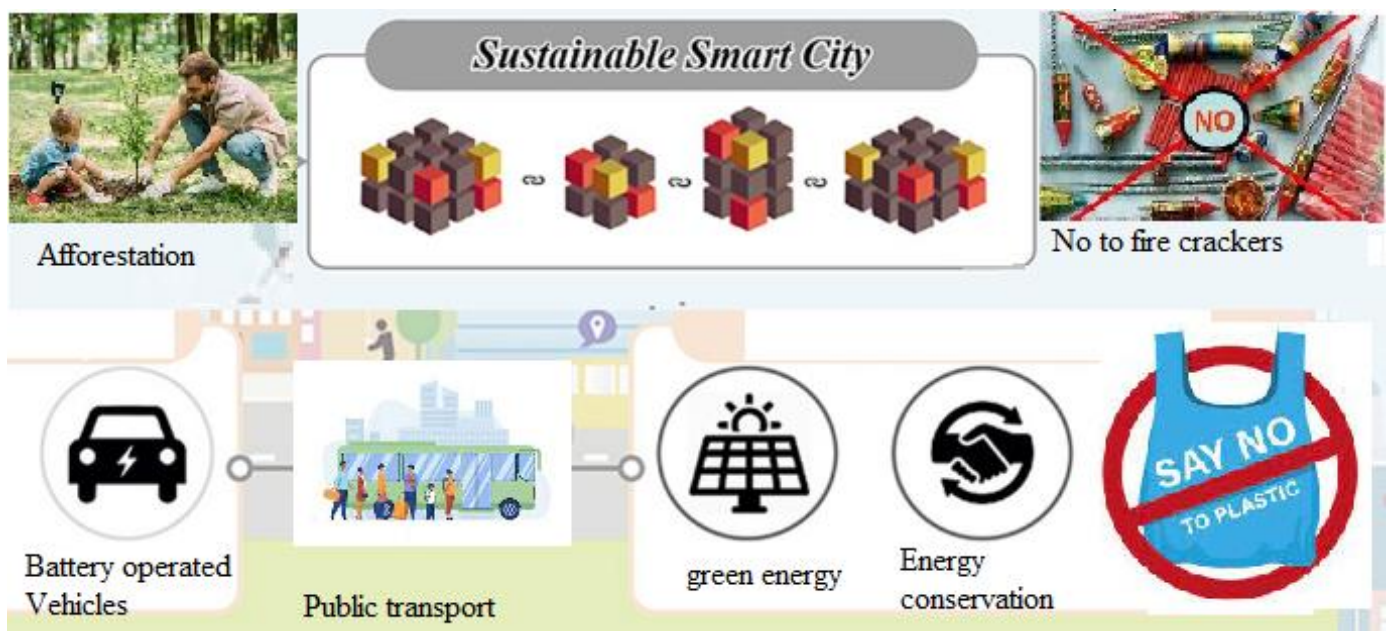 Sustainable Smart City
NO
Afforestation
No to fire crackers
SAY NO
TO PLASTIC
Battery operated
Vehicles
Public transport
green energy
Energy
conservation